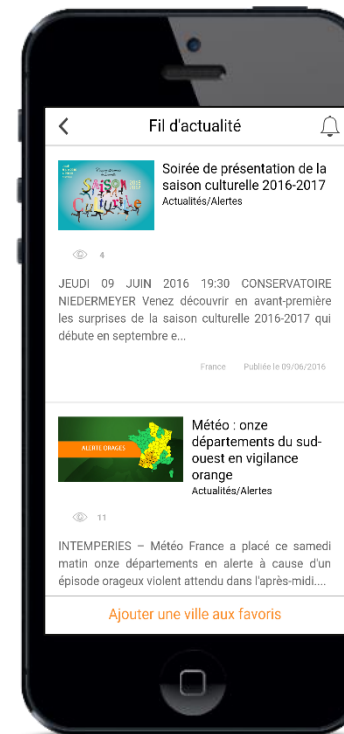 Fil d'actualité
SAISON
Culturelle
Soirée de présentation de la
saison culturelle 2016-2017
Actualités/Alertes
4
JEUDI 09 JUIN 2016 19:30 CONSERVATOIRE
NIEDERMEYER Venez découvrir en avant-première
les surprises de la saison culturelle 2016-2017 qui
débute en septembre e...
France Publiée le 09/06/2016
ALERTE ORAGES
Météo : onze
départements du sud-
ouest en vigilance
orange
Actualités/Alertes
11
INTEMPERIES – Météo France a placé ce samedi
matin onze départements en alerte à cause d'un
épisode orageux violent attendu dans l'après-midi....
Ajouter une ville aux favoris